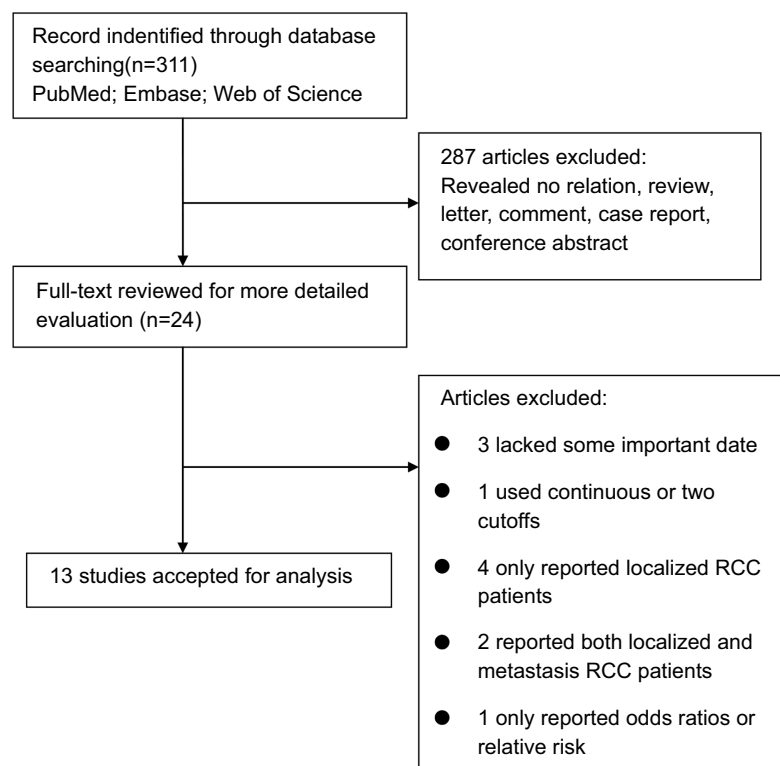 Record indentified through database
searching(n=311)
PubMed; Embase; Web of Science
287 articles excluded:
Revealed no relation, review,
letter, comment, case report,
conference abstract
Full-text reviewed for more detailed
evaluation (n=24)
Articles excluded:
● 3 lacked some important date
● 1 used continuous or two
cutoffs
● 4 only reported localized RCC
patients
● 2 reported both localized and
metastasis RCC patients
● 1 only reported odds ratios or
relative risk
13 studies accepted for analysis